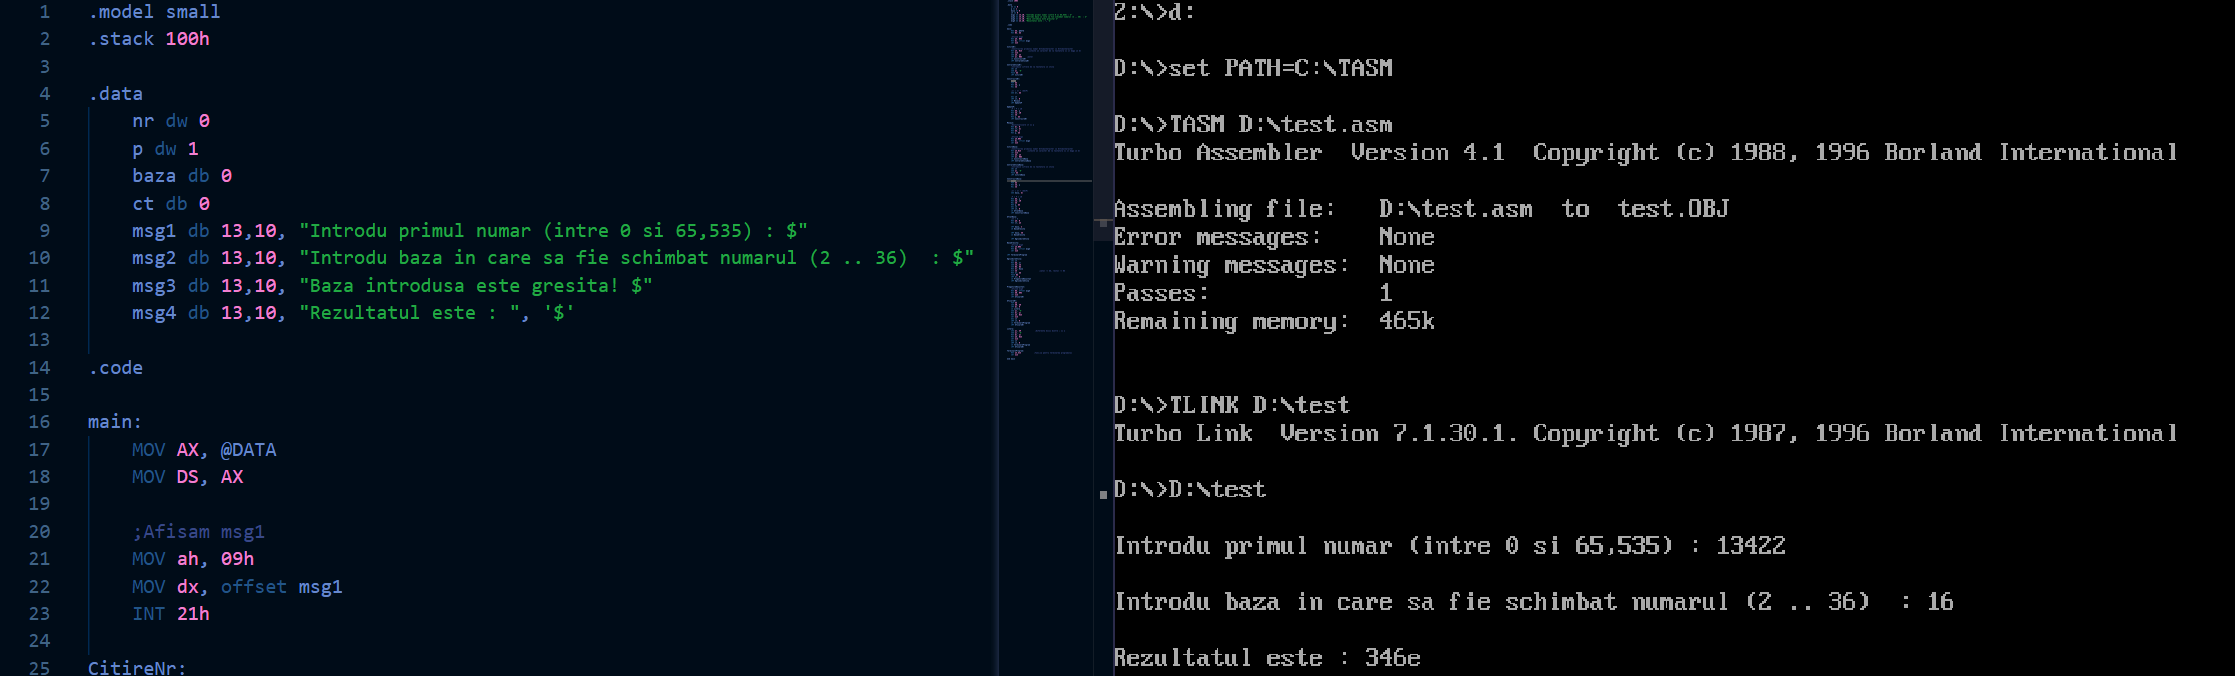 1 .model small
2 .stack 100h
3
4 .data
5 nr dw 0
6 p dw 1
7 baza db 0
8 ct db 0
9 msg1 db 13,10, "Introdu primul numar (intre 0 si 65,535) : $"
10 msg2 db 13,10, "Introdu baza in care sa fie schimbat numarul (2 .. 36)  : $"
11 msg3 db 13,10, "Baza introdusa este gresita! $"
12 msg4 db 13,10, "Rezultatul este : ", '$'
13
14 .code
15
16 main:
17 MOV AX, @DATA
18 MOV DS, AX
19
20 ;Afisam msg1
21 MOV ah, 09h
22 MOV dx, offset msg1
23 INT 21h
24
25 CitireNr:
Z:\>d:
D:\>set PATH=C:\TASM
D:\>TASM D:\test.asm
Turbo Assembler  Version 4.1  Copyright (c) 1988, 1996 Borland International
Assembling file:   D:\test.asm  to  test.OBJ
Error messages:    None
Warning messages:  None
Passes:            1
Remaining memory:  465k
D:\>TLINK D:\test
Turbo Link  Version 7.1.30.1. Copyright (c) 1987, 1996 Borland International
D:\>D:\test
Introdu primul numar (intre 0 si 65,535) : 13422
Introdu baza in care sa fie schimbat numarul (2 .. 36)  : 16
Rezultatul este : 346e